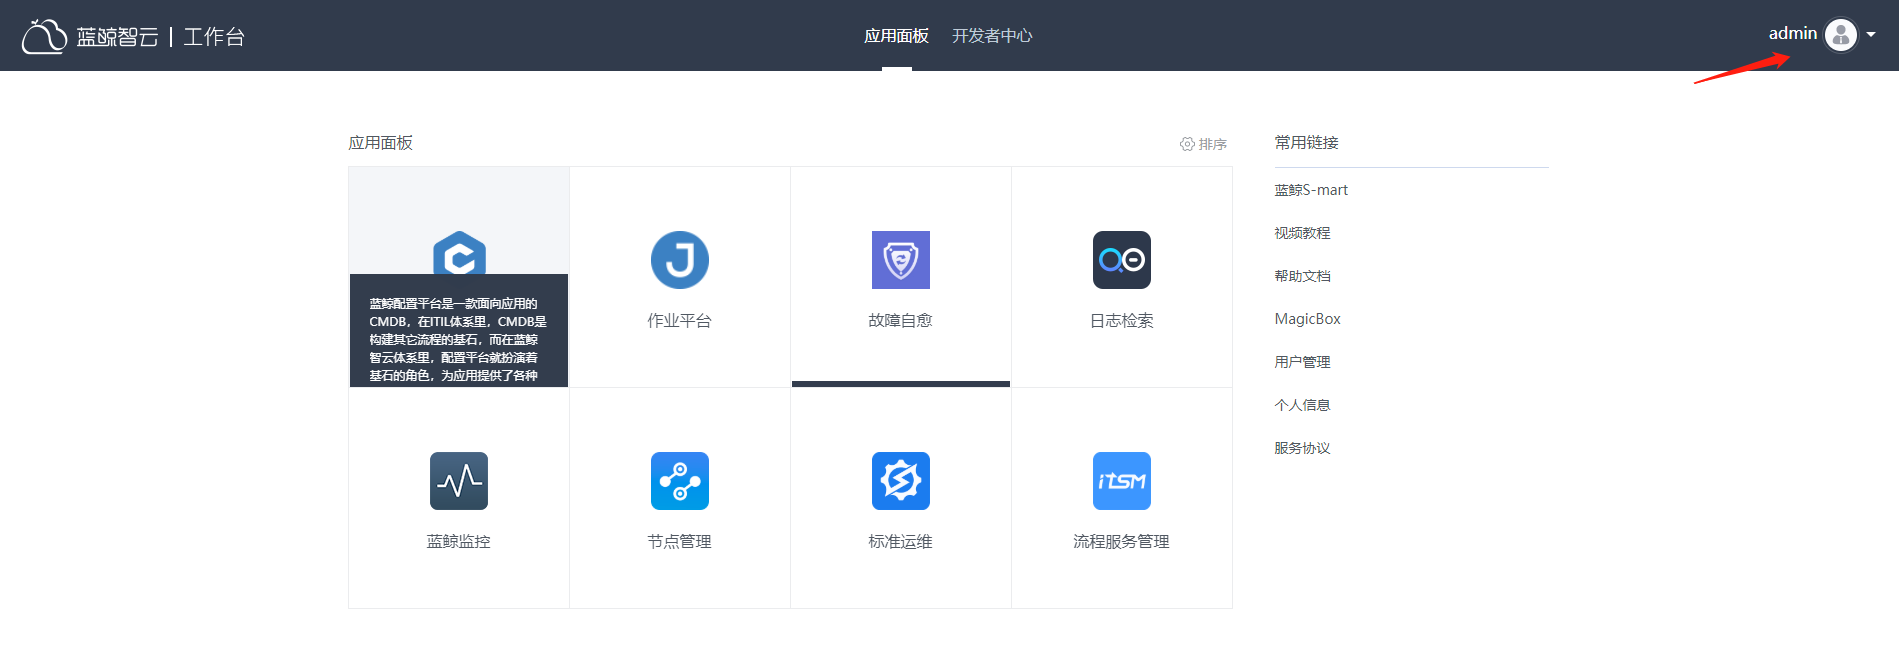 蓝鲸智云 | 工作台
应用面板
开发者中心
admin
应用面板
排序
蓝鲸配置平台是一款面向应用的
CMDB，在ITIL体系里，CMDB是
构建其它流程的基石，而在蓝鲸
智云体系里，配置平台就扮演着
基石的角色，为应用提供了各种
作业平台
故障自愈
日志检索
蓝鲸监控
节点管理
标准运维
iTSM
流程服务管理
常用链接
蓝鲸S-mart
视频教程
帮助文档
MagicBox
用户管理
个人信息
服务协议